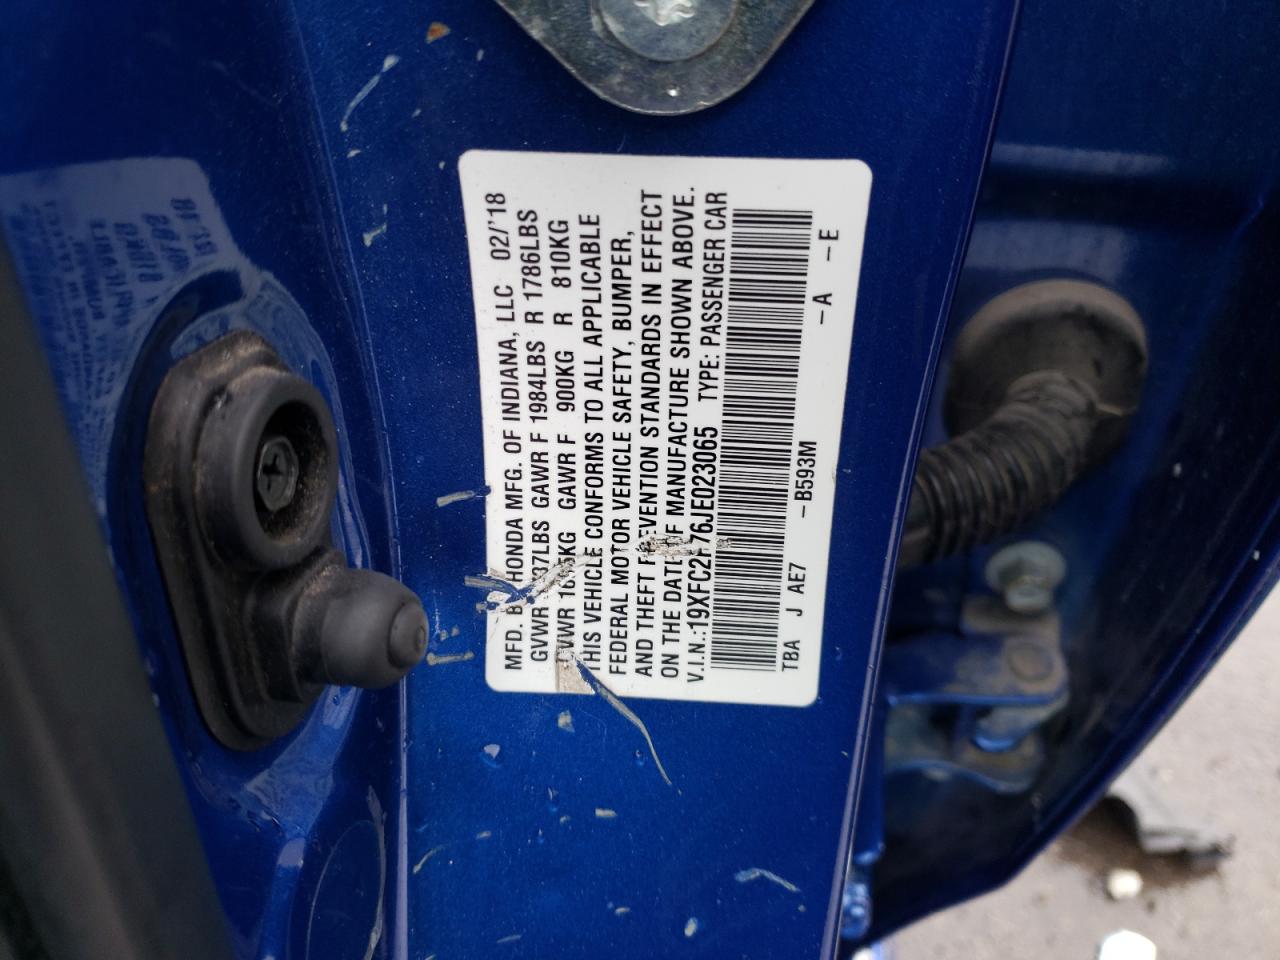 MFD. BY HONDA MFG. OF INDIANA, LLC 02/'18
GVWR 37LBS GAWR F 1984LBS R 1786LBS
GVWR KG GAWR F 900KG R 810KG
THIS VEHICLE CONFORMS TO ALL APPLICABLE
FEDERAL MOTOR VEHICLE SAFETY, BUMPER,
AND THEFT PREVENTION STANDARDS IN EFFECT
ON THE DATE OF MANUFACTURE SHOWN ABOVE.
V.I.N.:19XFC2F76JE023065 TYPE: PASSENGER CAR
TBA J AE7 –B593M –A –E